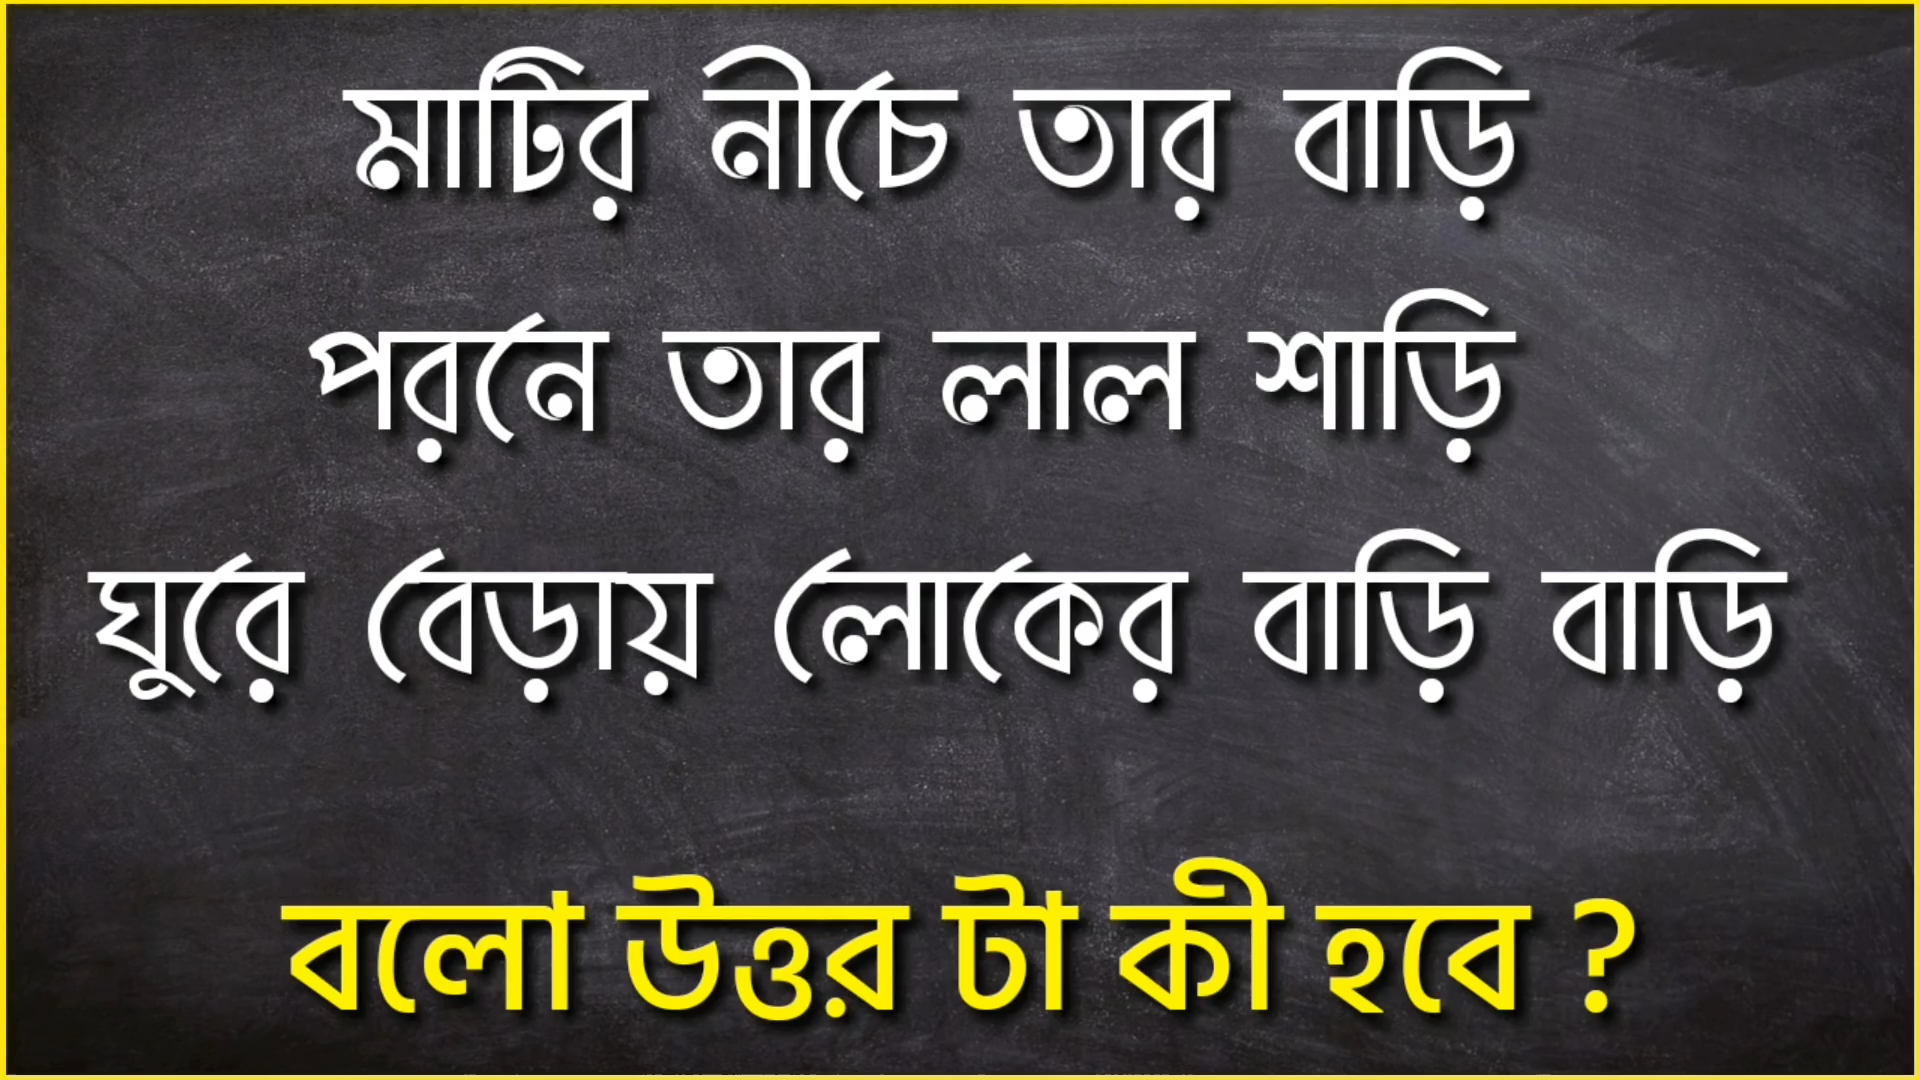 মাটির নীচে তার বাড়ি
পরনে তার লাল শাড়ি
ঘুরে বেড়ায় লোকের বাড়ি বাড়ি
বলো উত্তর টা কী হবে ?